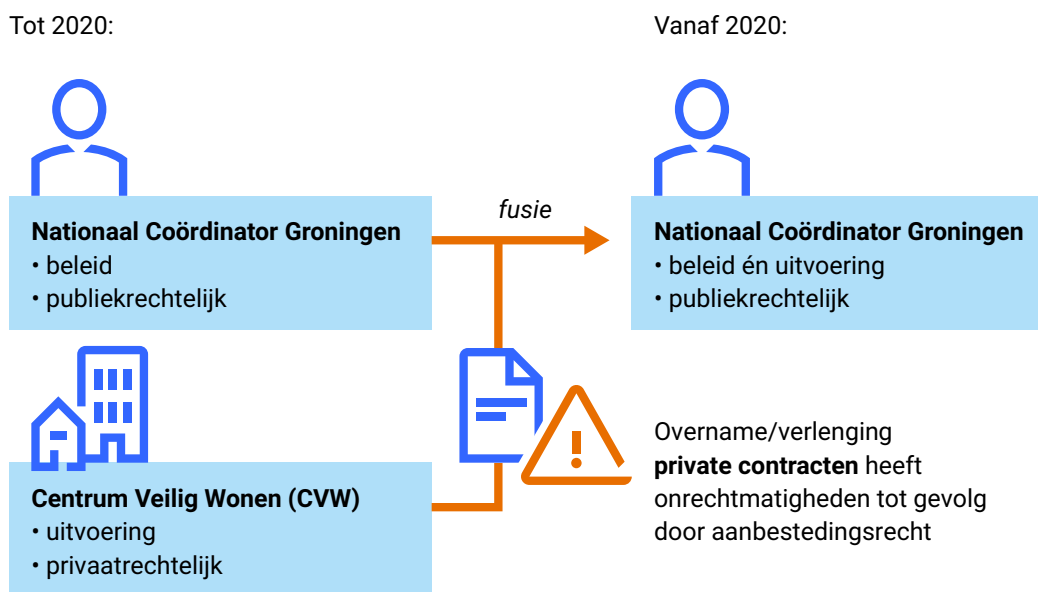 Tot 2020:
Vanaf 2020:
Nationaal Coördinator Groningen
• beleid
• publiekrechtelijk
fusie
Nationaal Coördinator Groningen
• beleid én uitvoering
• publiekrechtelijk
Centrum Veilig Wonen (CVW)
• uitvoering
• privaatrechtelijk
Overname/verlenging
private contracten heeft
onrechtmatigheden tot gevolg
door aanbestedingsrecht